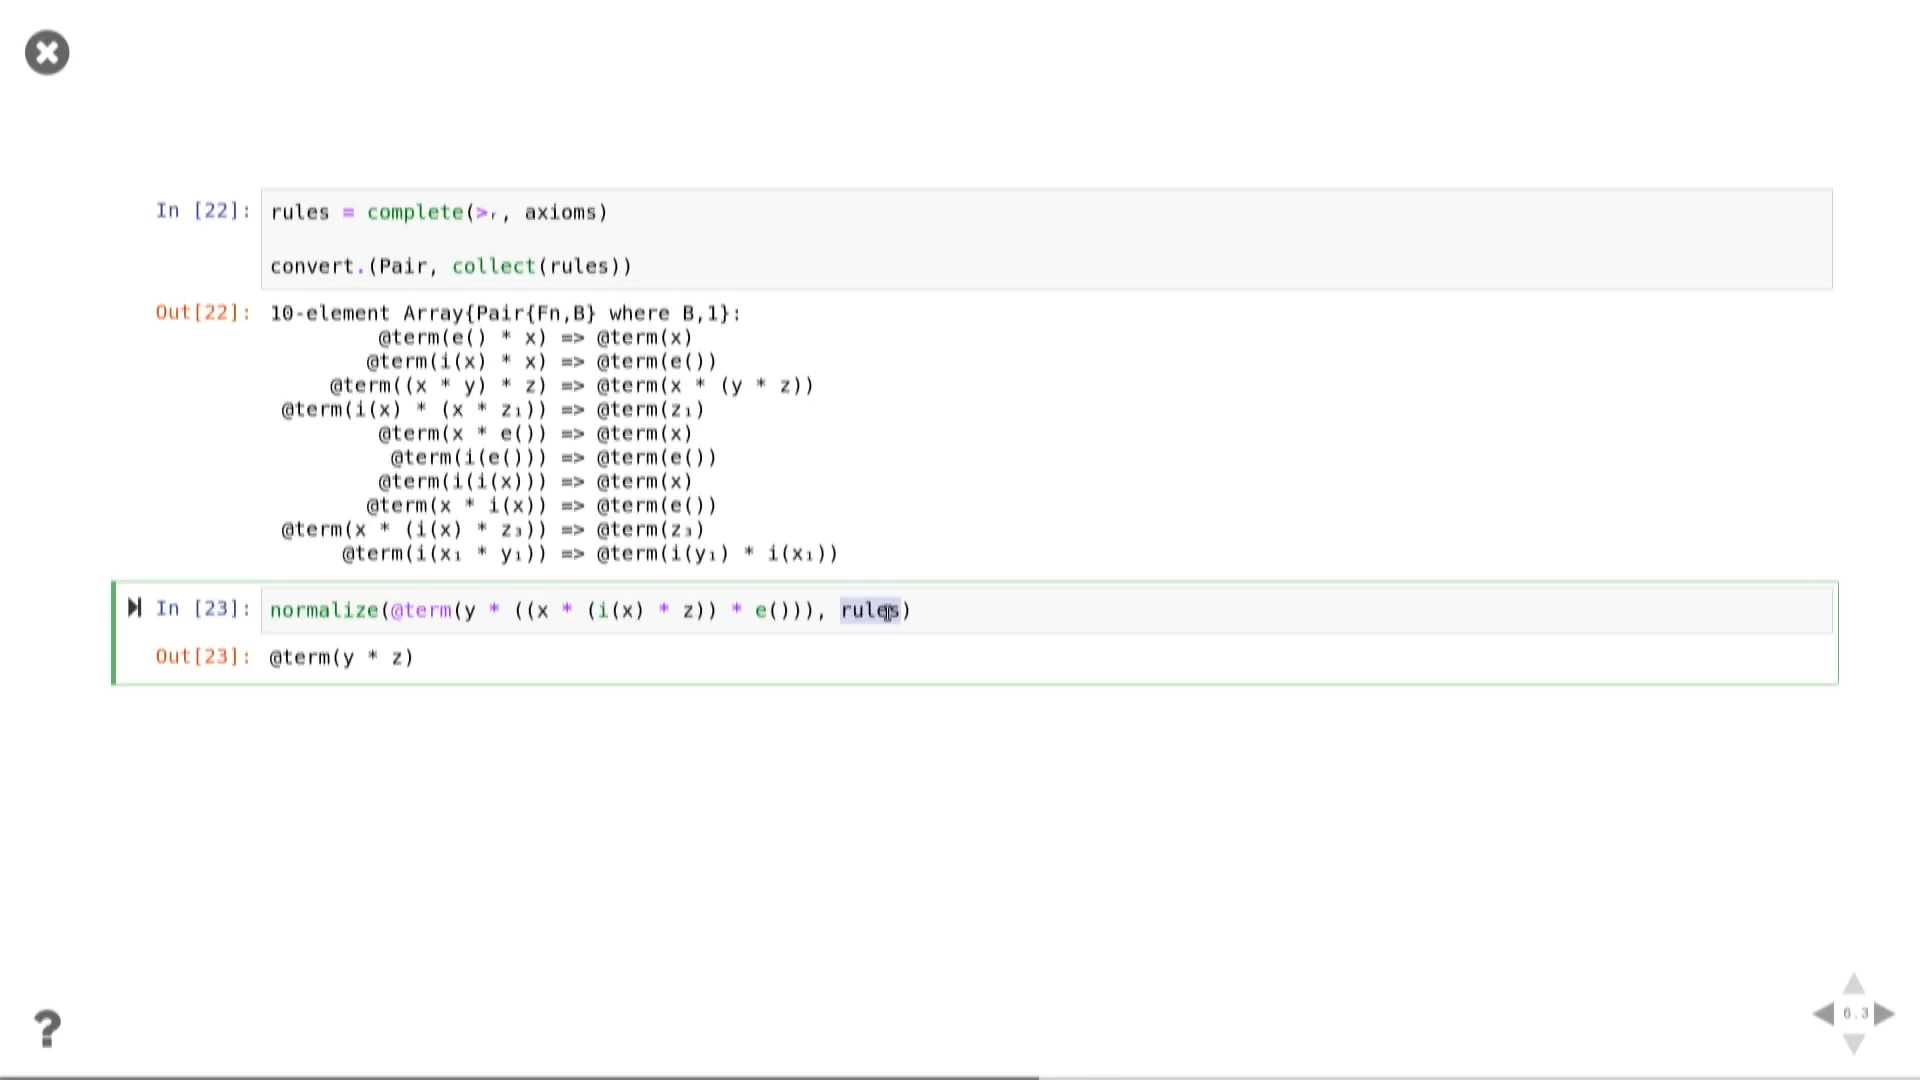 In [22]: rules = complete(>ᵣ, axioms)
convert.(Pair, collect(rules))
Out[22]: 10-element Array{Pair{Fn,B} where B,1}:
@term(e() * x) => @term(x)
@term(i(x) * x) => @term(e())
@term((x * y) * z) => @term(x * (y * z))
@term(i(x) * (x * z₁)) => @term(z₁)
@term(x * e()) => @term(x)
@term(i(e())) => @term(e())
@term(i(i(x))) => @term(x)
@term(x * i(x)) => @term(e())
@term(x * (i(x) * z₃)) => @term(z₃)
@term(i(x₁ * y₁)) => @term(i(y₁) * i(x₁))
In [23]: normalize(@term(y * ((x * (i(x) * z)) * e())), rules)
Out[23]: @term(y * z)
6.3
?